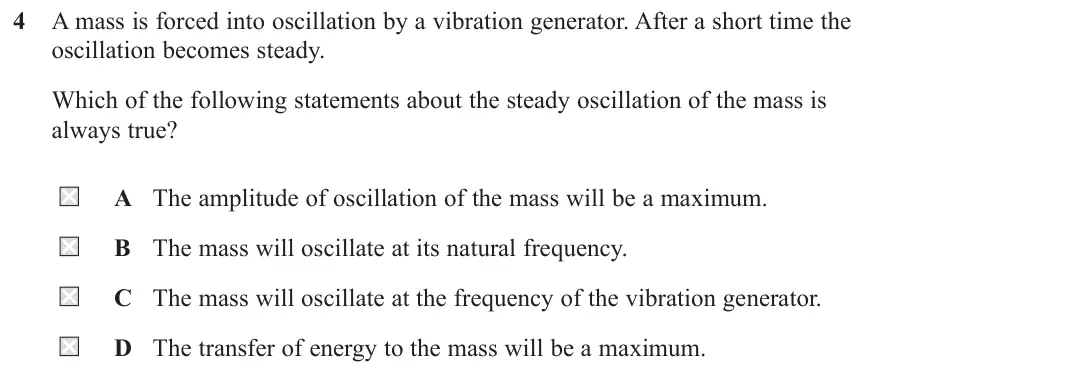 4 A mass is forced into oscillation by a vibration generator. After a short time the
oscillation becomes steady.
Which of the following statements about the steady oscillation of the mass is
always true?
A The amplitude of oscillation of the mass will be a maximum.
B The mass will oscillate at its natural frequency.
C The mass will oscillate at the frequency of the vibration generator.
D The transfer of energy to the mass will be a maximum.